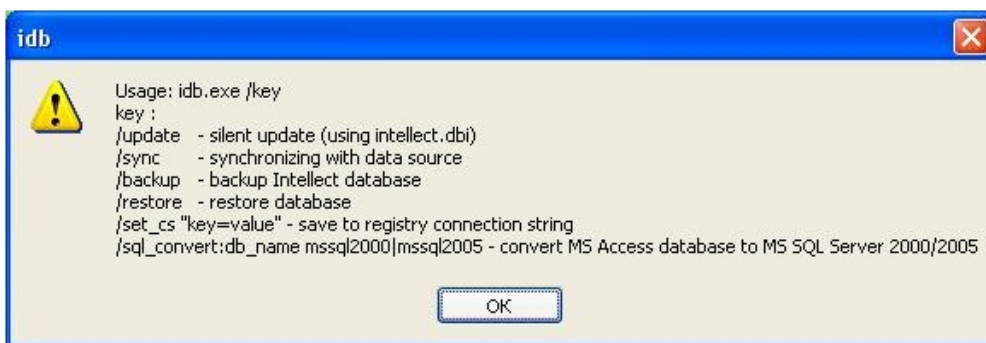 idb
Usage: idb.exe /key
key :
/update - silent update (using intellect.dbi)
/sync - synchronizing with data source
/backup - backup Intellect database
/restore - restore database
/set_cs "key=value" - save to registry connection string
/sql_convert:db_name mssql2000|mssql2005 - convert MS Access database to MS SQL Server 2000/2005
OK